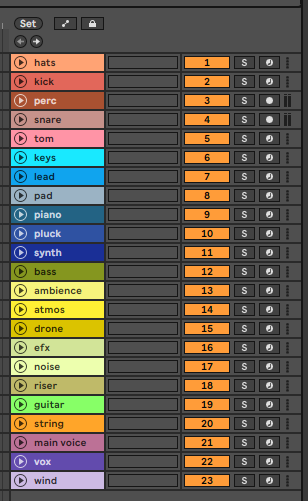 Set
hats 1 S
kick 2 S
perc 3 S
snare 4 S
tom 5 S
keys 6 S
lead 7 S
pad 8 S
piano 9 S
pluck 10 S
synth 11 S
bass 12 S
ambience 13 S
atmos 14 S
drone 15 S
efx 16 S
noise 17 S
riser 18 S
guitar 19 S
string 20 S
main voice 21 S
vox 22 S
wind 23 S